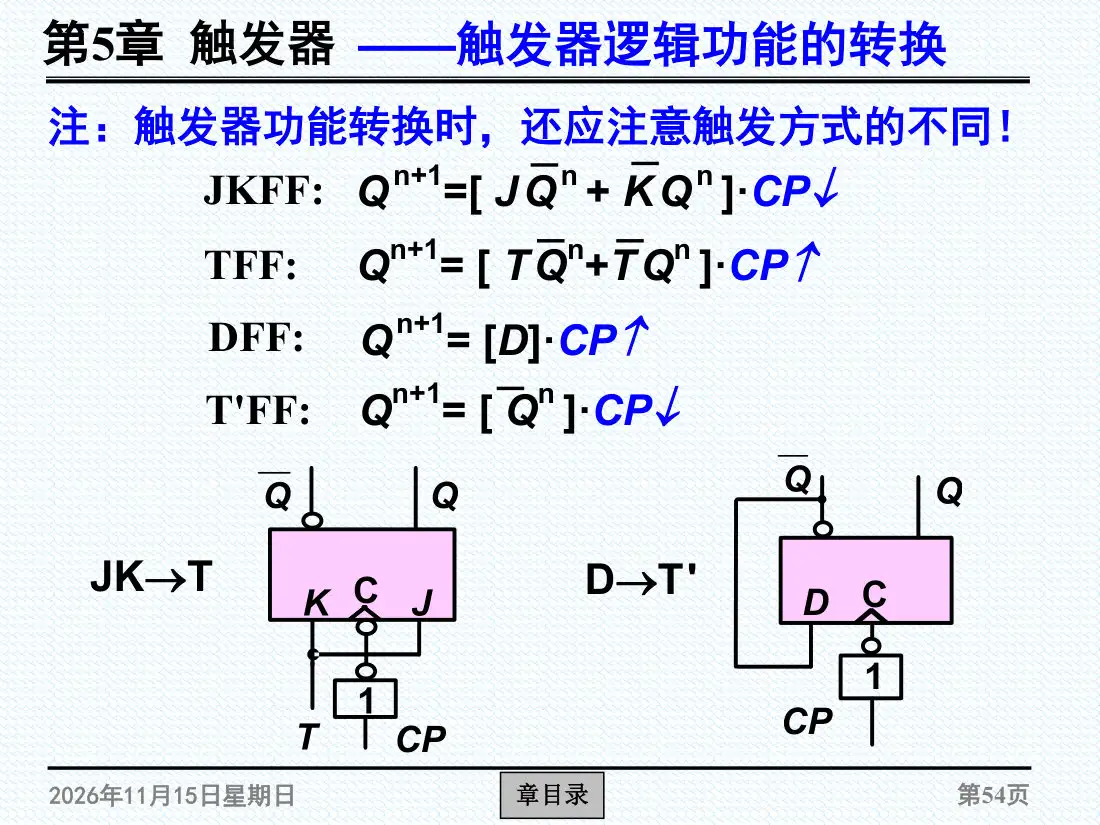 第5章 触发器 ——触发器逻辑功能的转换
注：触发器功能转换时，还应注意触发方式的不同！
JKFF: Qⁿ⁺¹=[ JQ̅ⁿ + K̅Qⁿ ]·CP↓
TFF: Qⁿ⁺¹= [ TQ̅ⁿ+T̅Qⁿ ]·CP↑
DFF: Qⁿ⁺¹= [D]·CP↑
T'FF: Qⁿ⁺¹= [ Q̅ⁿ ]·CP↓
Q̅ Q
Q̅ Q
JK→T
K C J
D→T'
D C
1
1
T CP
CP
2026年11月15日星期日
章目录
第54页